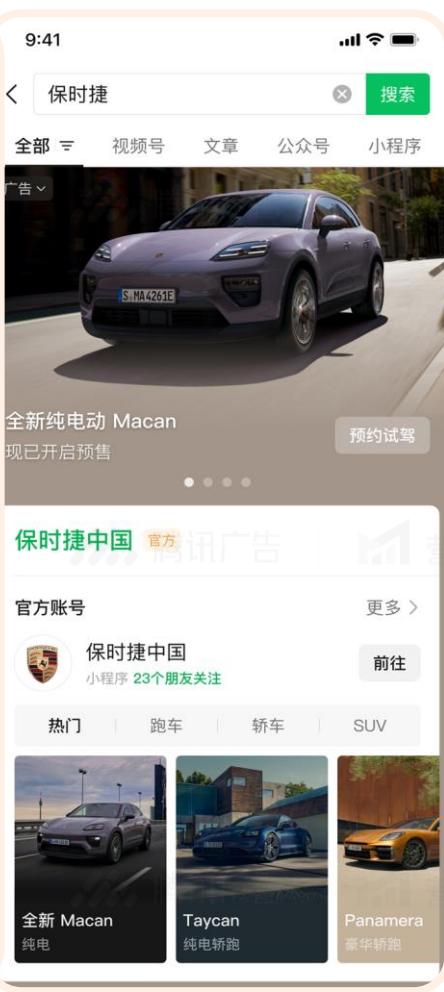 9:41
保时捷
搜索
全部
视频号
文章
公众号
小程序
广告
S MA 4261E
全新纯电动 Macan
现已开启预售
预约试驾
保时捷中国 官方
腾讯广告
官方账号
更多
保时捷中国
小程序 23个朋友关注
前往
热门
跑车
轿车
SUV
全新 Macan
纯电
Taycan
纯电轿跑
Panamera
豪华轿跑